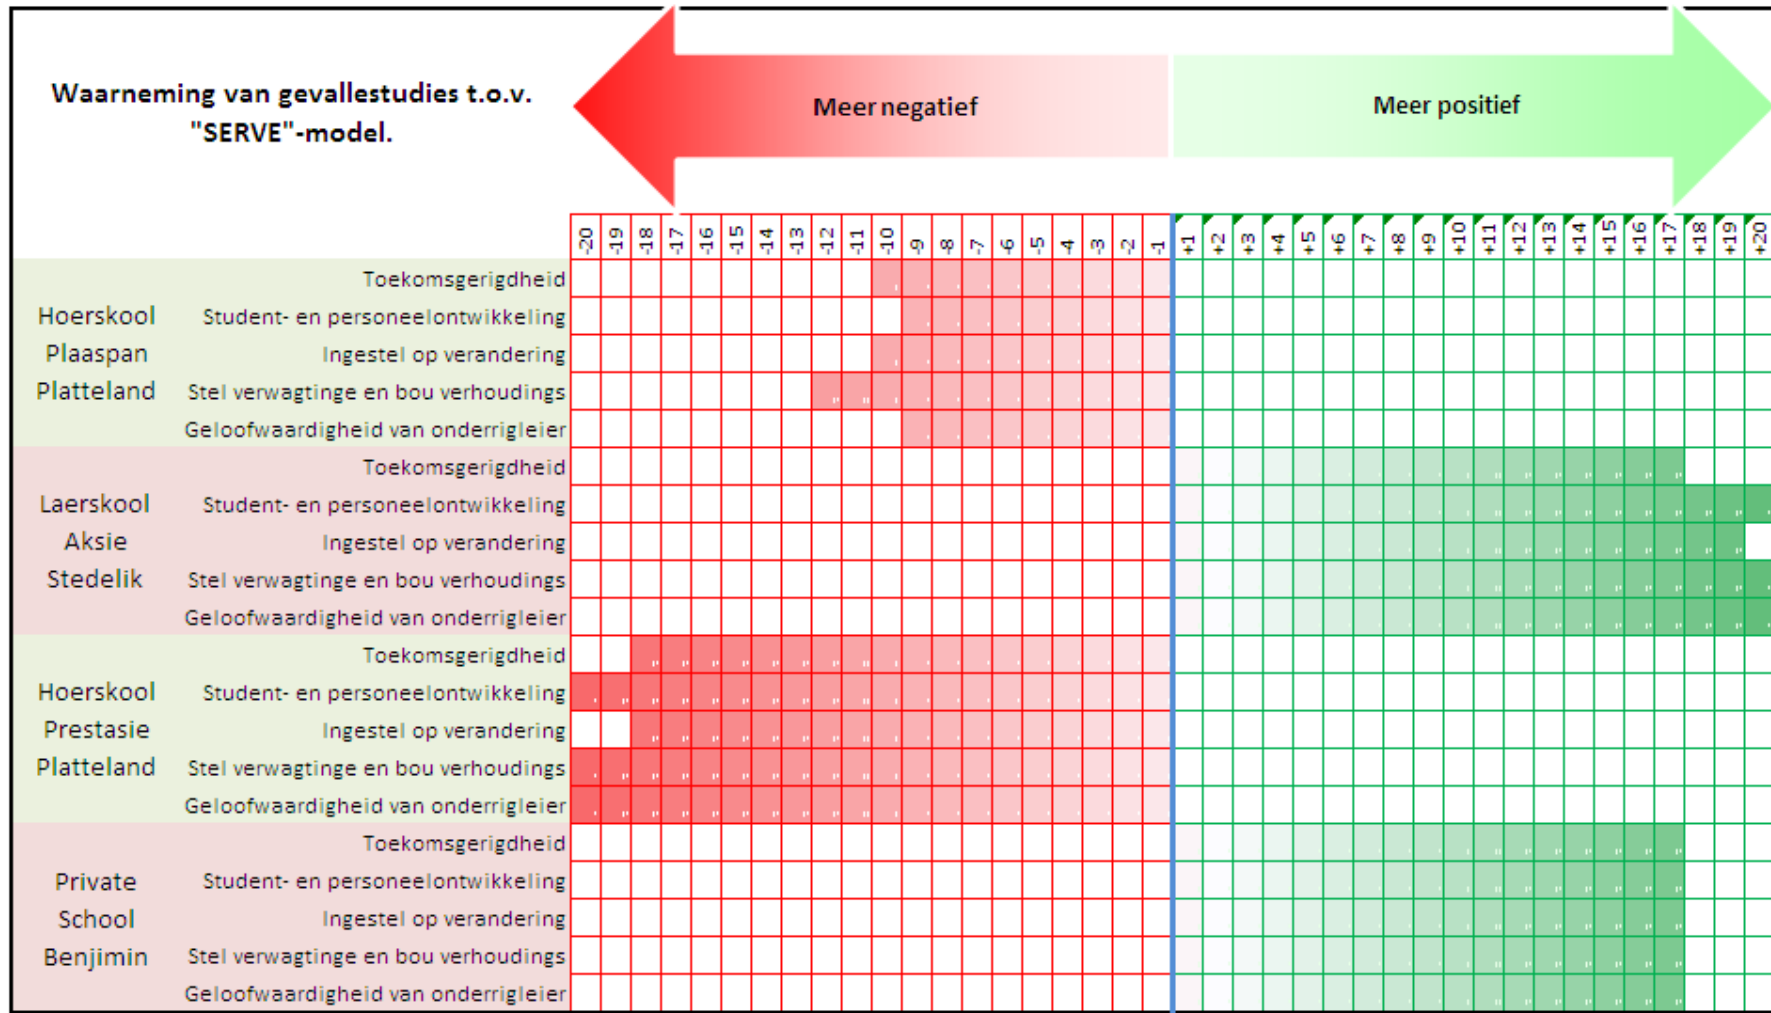 Waarneming van gevallestudies t.o.v.
"SERVE"-model.
Meer negatief
Meer positief
-20 -19 -18 -17 -16 -15 -14 -13 -12 -11 -10 -9 -8 -7 -6 -5 -4 -3 -2 -1 +1 +2 +3 +4 +5 +6 +7 +8 +9 +10 +11 +12 +13 +14 +15 +16 +17 +18 +19 +20
Hoerskool
Plaaspan
Platteland
Toekomsgerigdheid
Student- en personeelontwikkeling
Ingestel op verandering
Stel verwagtinge en bou verhoudings
Geloofwaardigheid van onderrigleier
Laerskool
Aksie
Stedelik
Toekomsgerigdheid
Student- en personeelontwikkeling
Ingestel op verandering
Stel verwagtinge en bou verhoudings
Geloofwaardigheid van onderrigleier
Hoerskool
Prestasie
Platteland
Toekomsgerigdheid
Student- en personeelontwikkeling
Ingestel op verandering
Stel verwagtinge en bou verhoudings
Geloofwaardigheid van onderrigleier
Private
School
Benjimin
Toekomsgerigdheid
Student- en personeelontwikkeling
Ingestel op verandering
Stel verwagtinge en bou verhoudings
Geloofwaardigheid van onderrigleier